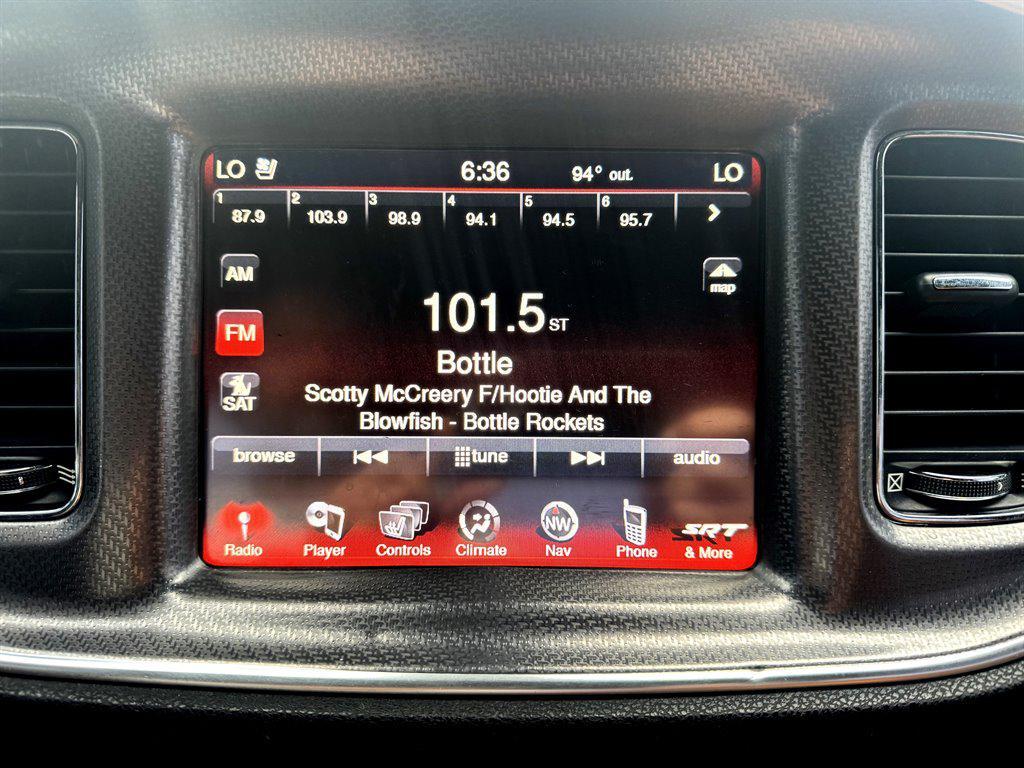 LO 6:36 94° out. LO
1 2 3 4 5 6
87.9 103.9 98.9 94.1 94.5 95.7
AM
map
101.5 ST
FM
Bottle
SAT
Scotty McCreery F/Hootie And The
Blowfish - Bottle Rockets
browse tune audio
NW
Radio Player Controls Climate Nav Phone SRT & More